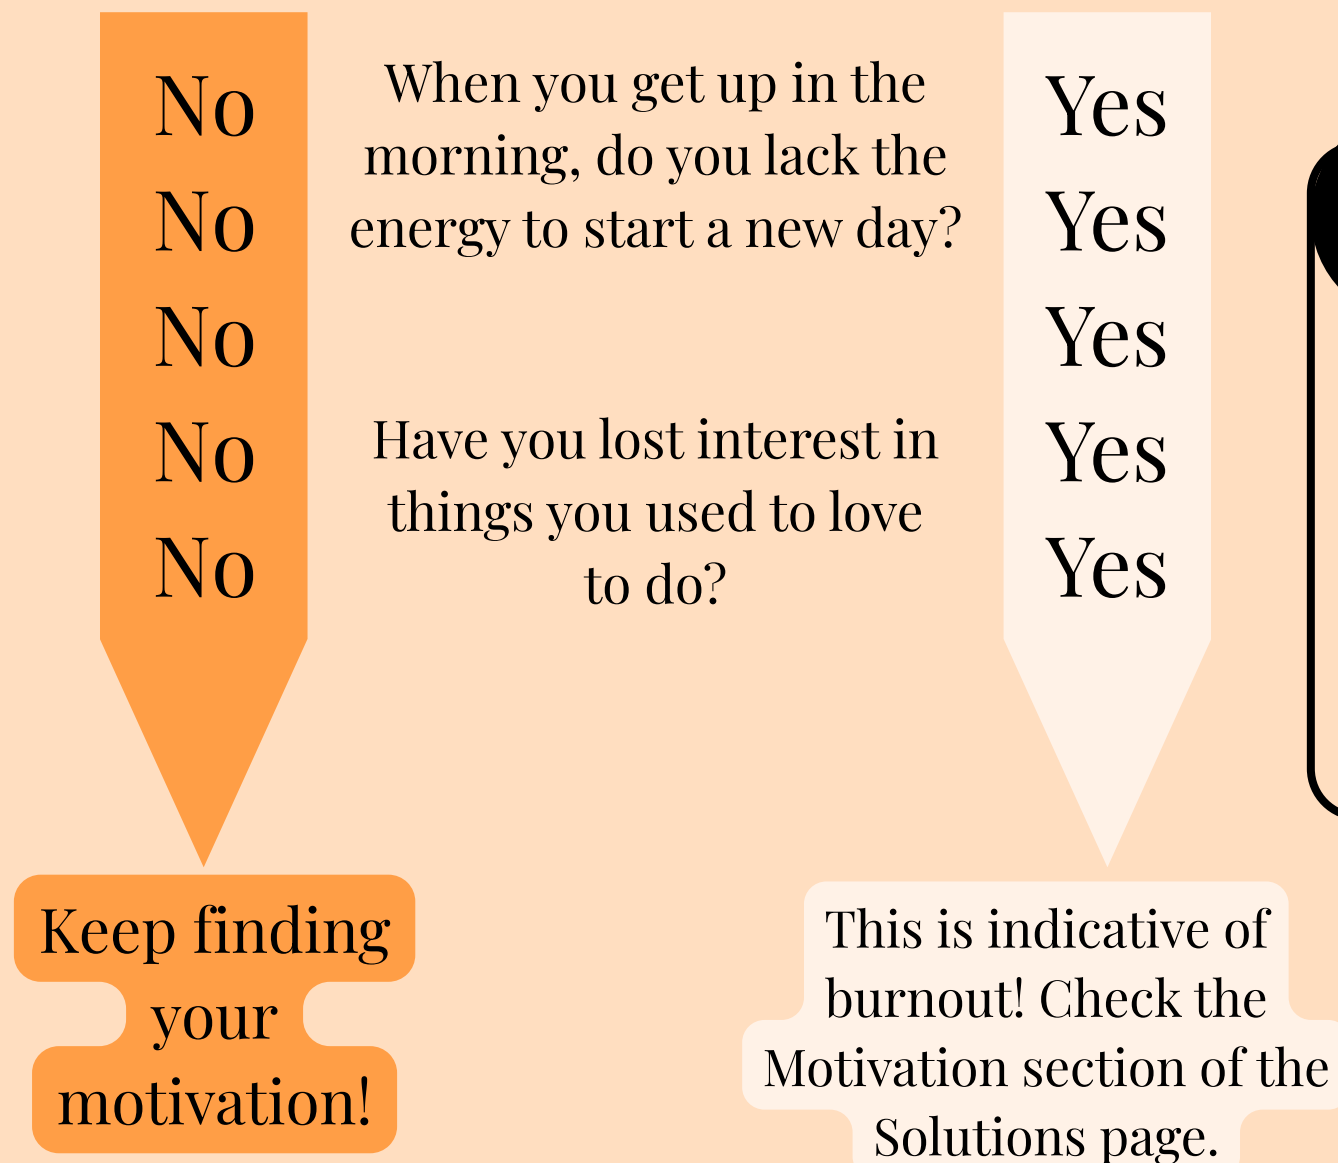 No
No
No
No
No
When you get up in the
morning, do you lack the
energy to start a new day?
Have you lost interest in
things you used to love
to do?
Yes
Yes
Yes
Yes
Yes
Keep finding
your
motivation!
This is indicative of
burnout! Check the
Motivation section of the
Solutions page.